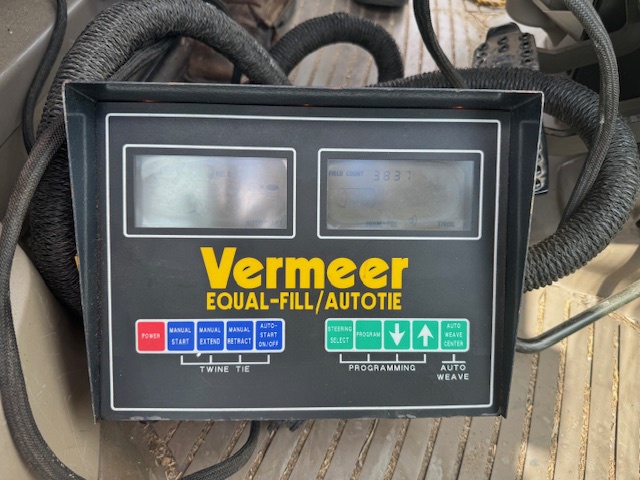 FIELD COUNT 3831
Vermeer
EQUAL-FILL/AUTOTIE
POWER
MANUAL START
MANUAL EXTEND
MANUAL RETRACT
AUTO-START ON/OFF
STEERING SELECT
PROGRAM
AUTO WEAVE CENTER
TWINE TIE
PROGRAMMING
AUTO WEAVE